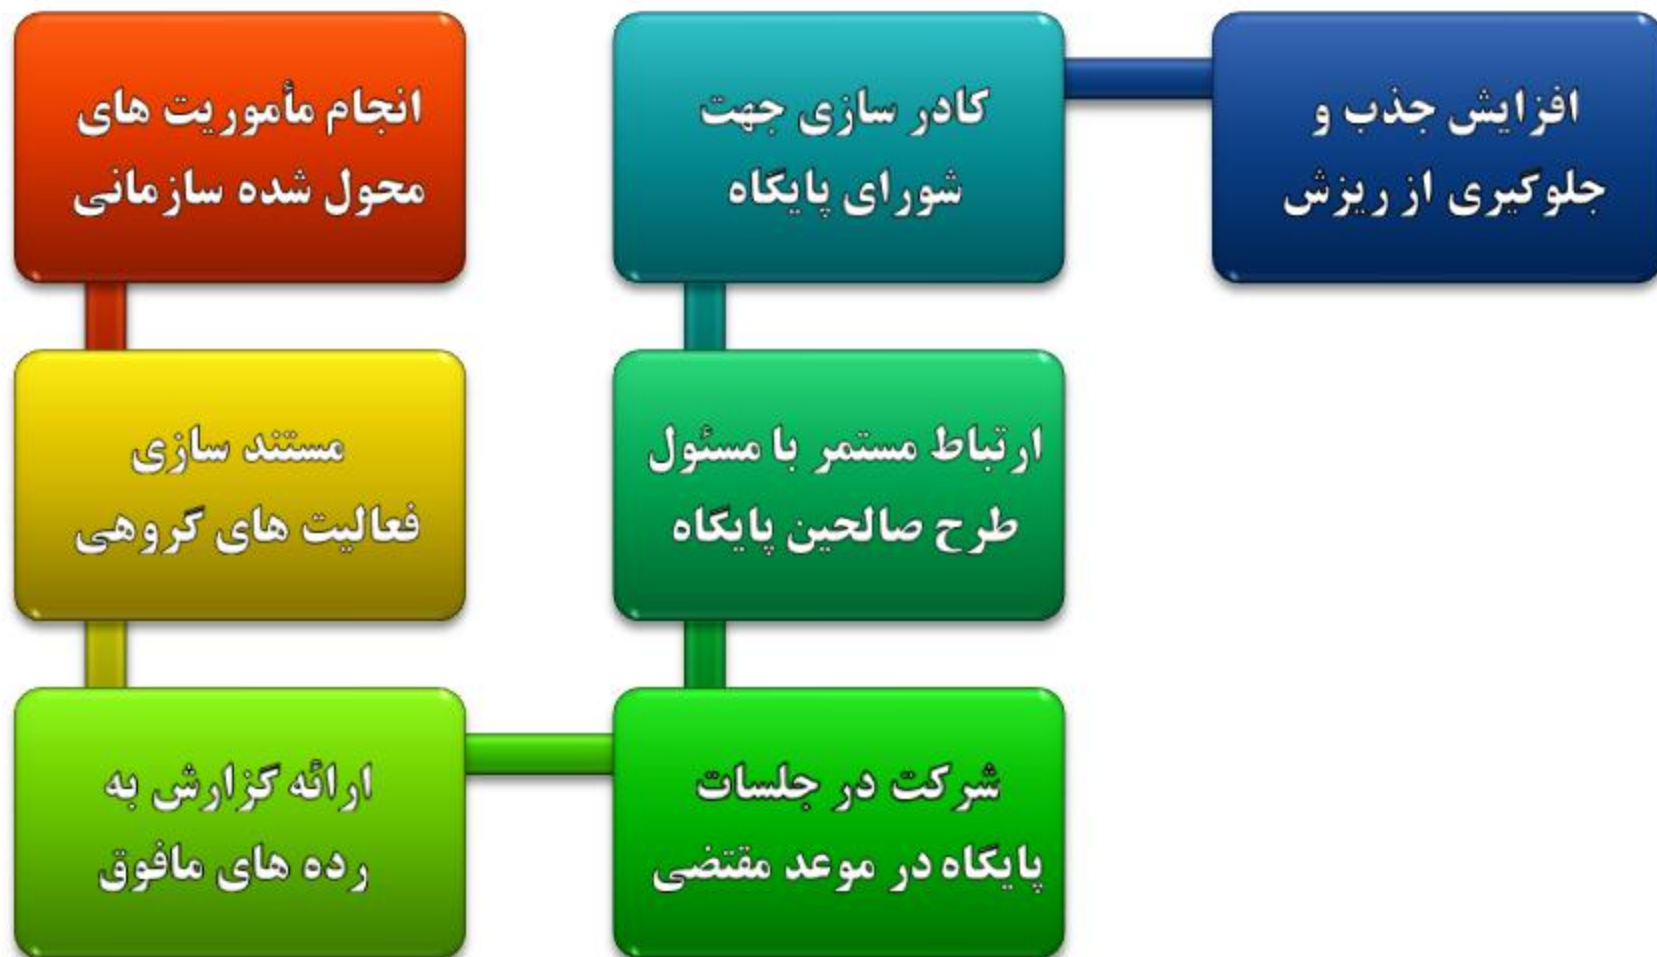 انجام مأموریت های
محول شده سازمانی
مستند سازی
فعالیت های گروهی
ارائه گزارش به
رده های مافوق
شرکت در جلسات
پایگاه در موعد مقتضی
ارتباط مستمر با مسئول
طرح صالحین پایگاه
کادر سازی جهت
شورای پایگاه
افزایش جذب و
جلوگیری از ریزش